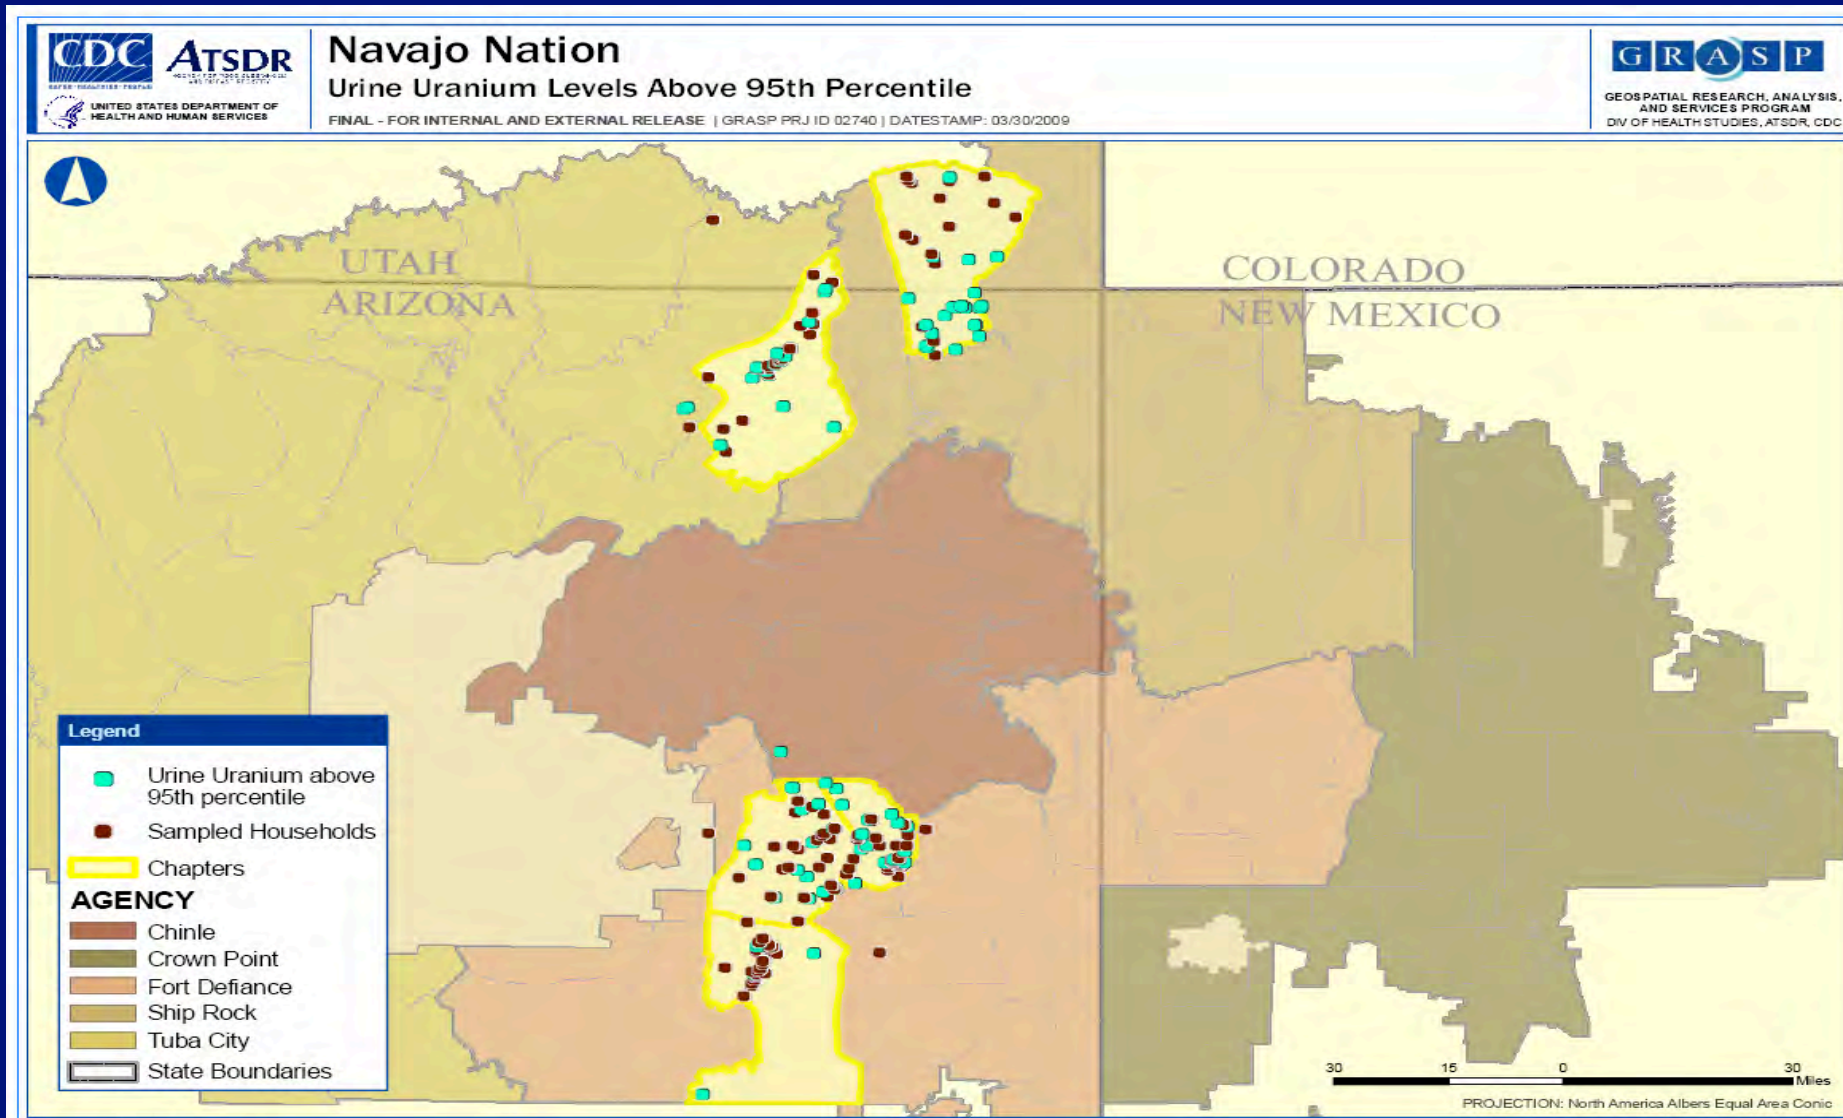 CDC
ATSDR
UNITED STATES DEPARTMENT OF
HEALTH AND HUMAN SERVICES
Navajo Nation
Urine Uranium Levels Above 95th Percentile
FINAL - FOR INTERNAL AND EXTERNAL RELEASE | GRASP PRJ ID 02740 | DATESTAMP: 03/30/2009
GRASP
GEOSPATIAL RESEARCH, ANALYSIS,
AND SERVICES PROGRAM
DIV OF HEALTH STUDIES, ATSDR, CDC
UTAH
ARIZONA
COLORADO
NEW MEXICO
Legend
Urine Uranium above
95th percentile
Sampled Households
Chapters
AGENCY
Chinle
Crown Point
Fort Defiance
Ship Rock
Tuba City
State Boundaries
30 15 0 30
Miles
PROJECTION: North America Albers Equal Area Conic